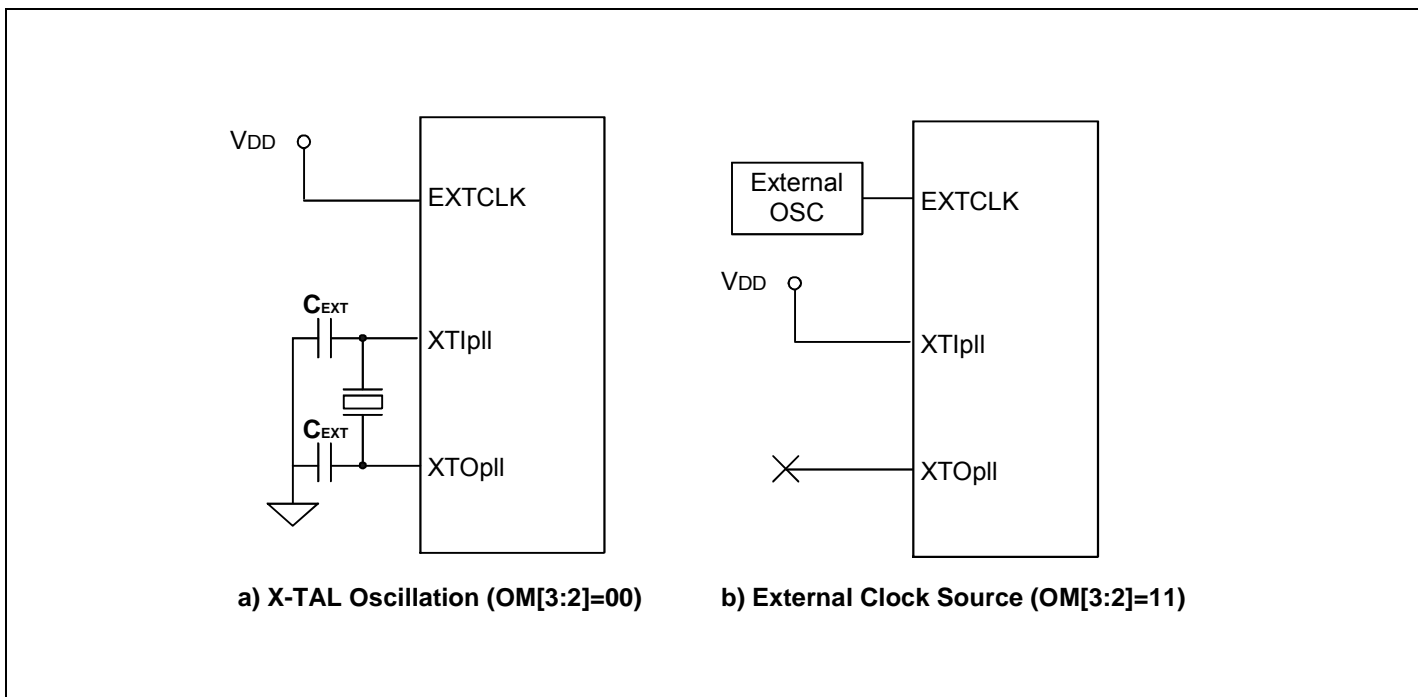 VDD
EXTCLK
CEXT
XTIpll
CEXT
XTOpll
a) X-TAL Oscillation (OM[3:2]=00)
External
OSC
EXTCLK
VDD
XTIpll
XTOpll
b) External Clock Source (OM[3:2]=11)